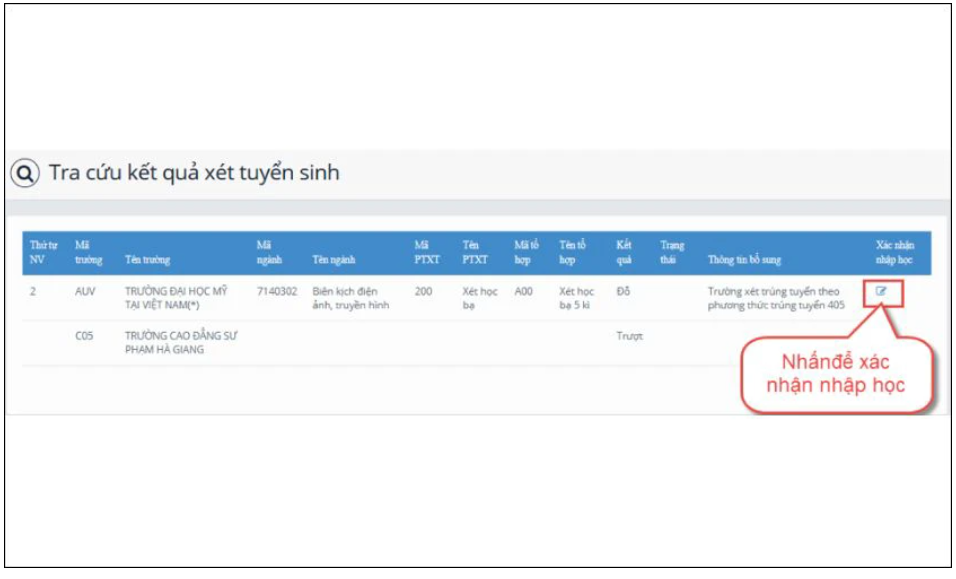 Tra cứu kết quả xét tuyển sinh
Thứ tự Mã Mã Mã Tên Mã tổ Tên tổ Kết Trạng Xác nhận
NV trường Tên trường ngành Tên ngành PTXT PTXT hợp hợp quả thái Thông tin bổ sung nhập học
2 AUV TRƯỜNG ĐẠI HỌC MỸ 7140302 Biên kịch điện 200 Xét học A00 Xét học Đỗ Trường xét trúng tuyển theo
TẠI VIỆT NAM(*) ảnh, truyền hình bạ bạ 5 kì phương thức trúng tuyển 405
C05 TRƯỜNG CAO ĐẲNG SƯ Trượt
PHẠM HÀ GIANG
Nhấnđể xác
nhận nhập học